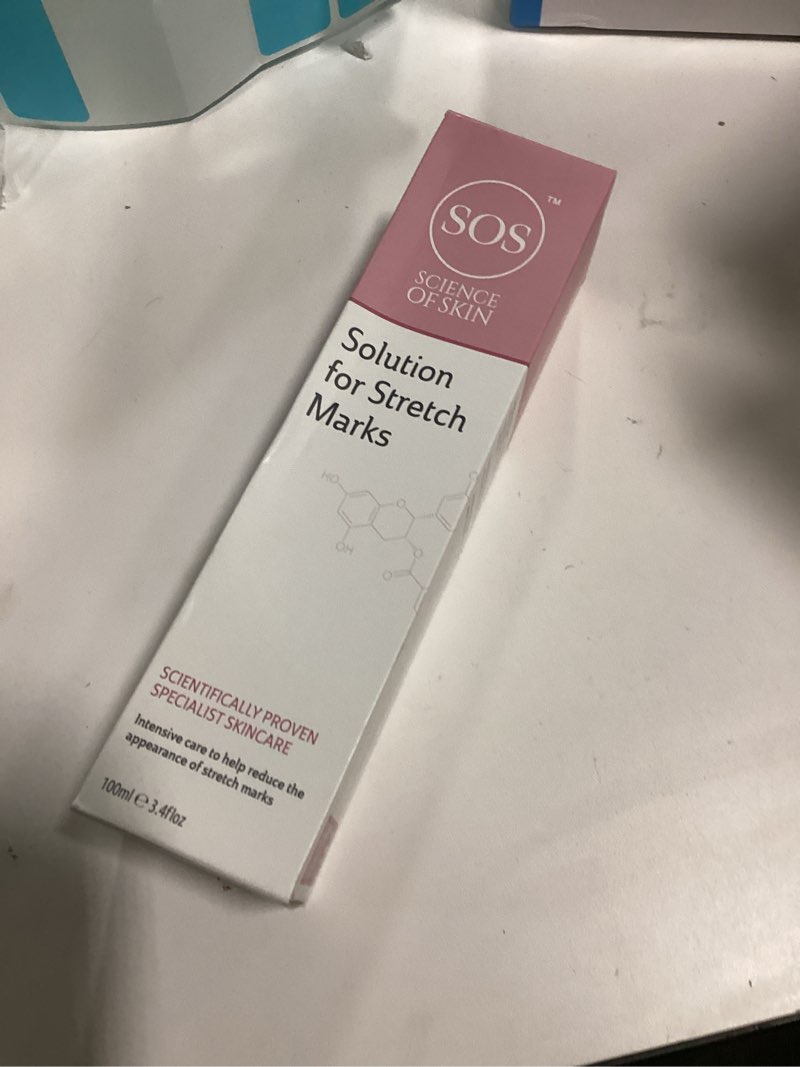 SOS
™
SCIENCE
OF SKIN
Solution
for Stretch
Marks
HO
O
OH
O
O
SCIENTIFICALLY PROVEN
SPECIALIST SKINCARE
Intensive care to help reduce the
appearance of stretch marks
100ml ℮ 3.4floz